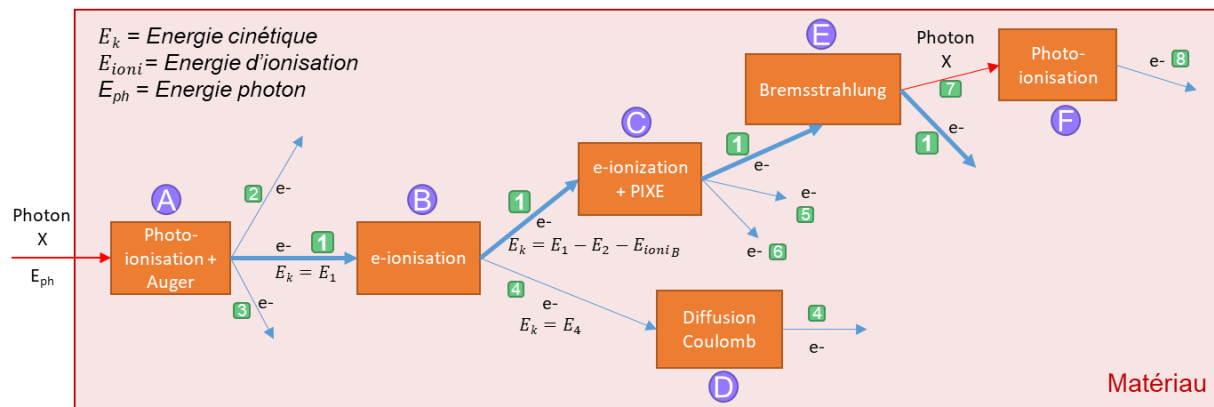 E_k = Energie cinétique
E_ioni = Energie d'ionisation
E_ph = Energie photon
E
Bremsstrahlung
Photon
X
7
Photo-
ionisation
F
e- 8
1
e-
C
e-ionization
+ PIXE
1
e-
e-
5
e- 6
Photon
X
E_ph
A
Photo-
ionisation +
Auger
2
e-
e-
1
E_k = E_1
3
e-
B
e-ionisation
1
e-
E_k = E_1 − E_2 − E_ioni_B
4
e-
E_k = E_4
Diffusion
Coulomb
D
4
e-
Matériau